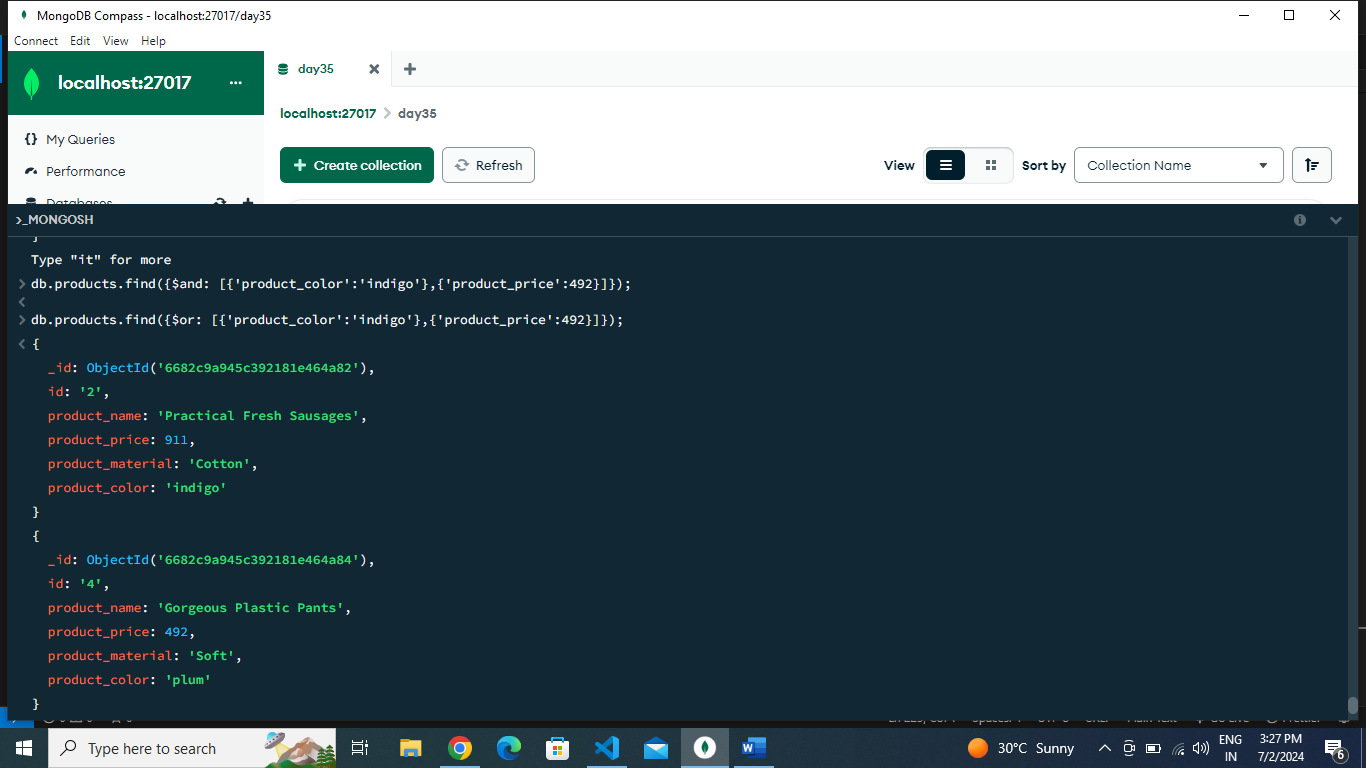 MongoDB Compass - localhost:27017/day35
Connect Edit View Help
localhost:27017 ...
day35
localhost:27017 > day35
My Queries
Performance
Databases
Create collection
Refresh
View
Sort by
Collection Name
>_MONGOSH
}
Type "it" for more
> db.products.find({$and: [{'product_color':'indigo'},{'product_price':492}]});
<
> db.products.find({$or: [{'product_color':'indigo'},{'product_price':492}]});
< {
_id: ObjectId('6682c9a945c392181e464a82'),
id: '2',
product_name: 'Practical Fresh Sausages',
product_price: 911,
product_material: 'Cotton',
product_color: 'indigo'
}
{
_id: ObjectId('6682c9a945c392181e464a84'),
id: '4',
product_name: 'Gorgeous Plastic Pants',
product_price: 492,
product_material: 'Soft',
product_color: 'plum'
}
Type here to search
30°C Sunny
ENG
IN
3:27 PM
7/2/2024
6